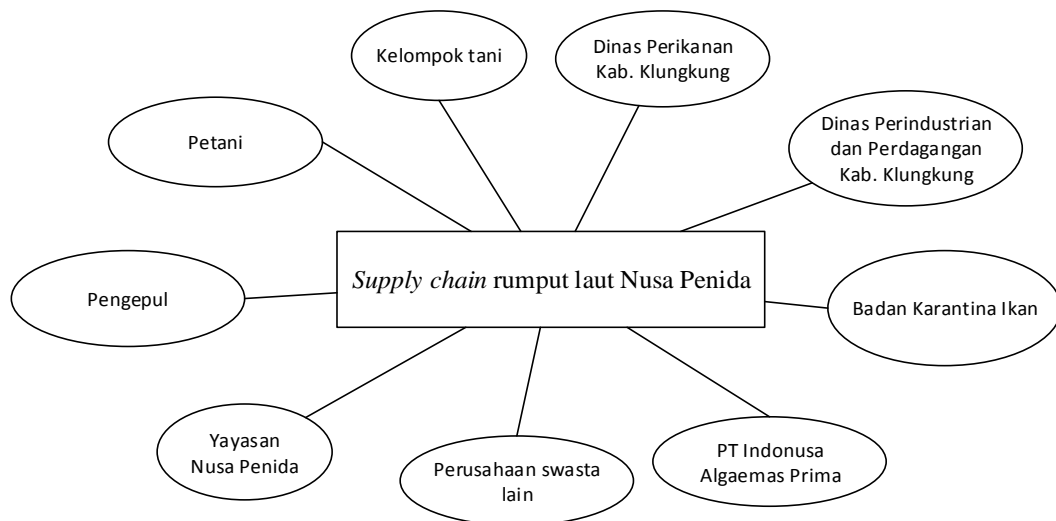 Kelompok tani
Dinas Perikanan
Kab. Klungkung
Petani
Dinas Perindustrian
dan Perdagangan
Kab. Klungkung
Supply chain rumput laut Nusa Penida
Pengepul
Badan Karantina Ikan
Yayasan
Nusa Penida
Perusahaan swasta
lain
PT Indonusa
Algaemas Prima